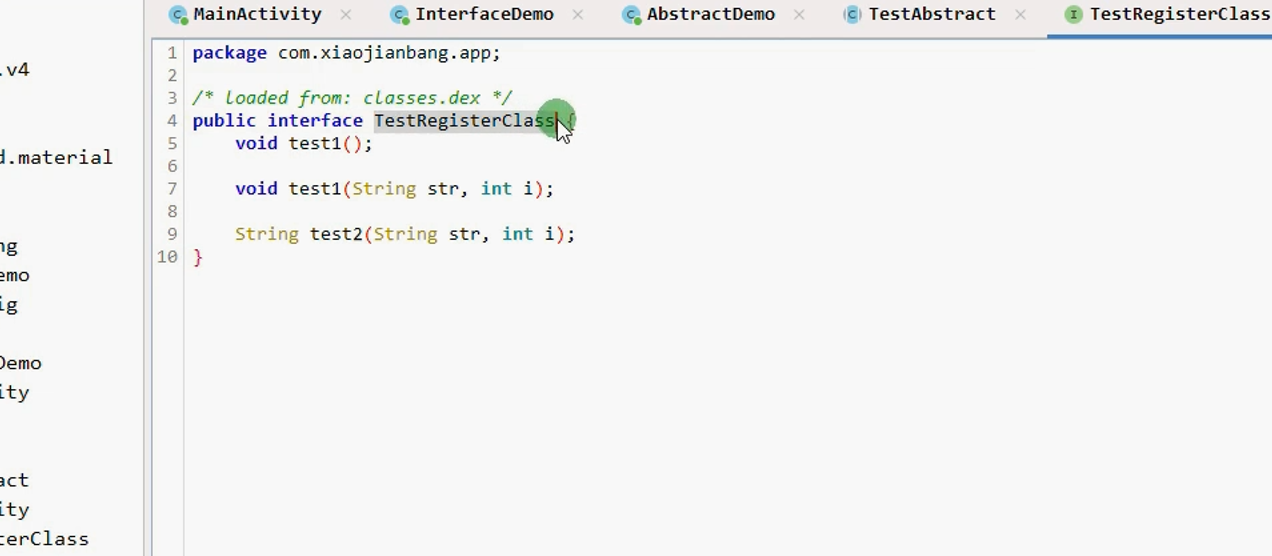 MainActivity × InterfaceDemo × AbstractDemo × TestAbstract × TestRegisterClass
.v4
d.material
ng
emo
ig
Demo
ity
act
ity
terClass
1 package com.xiaojianbang.app;
2
3 /* loaded from: classes.dex */
4 public interface TestRegisterClass {
5 void test1();
6
7 void test1(String str, int i);
8
9 String test2(String str, int i);
10 }